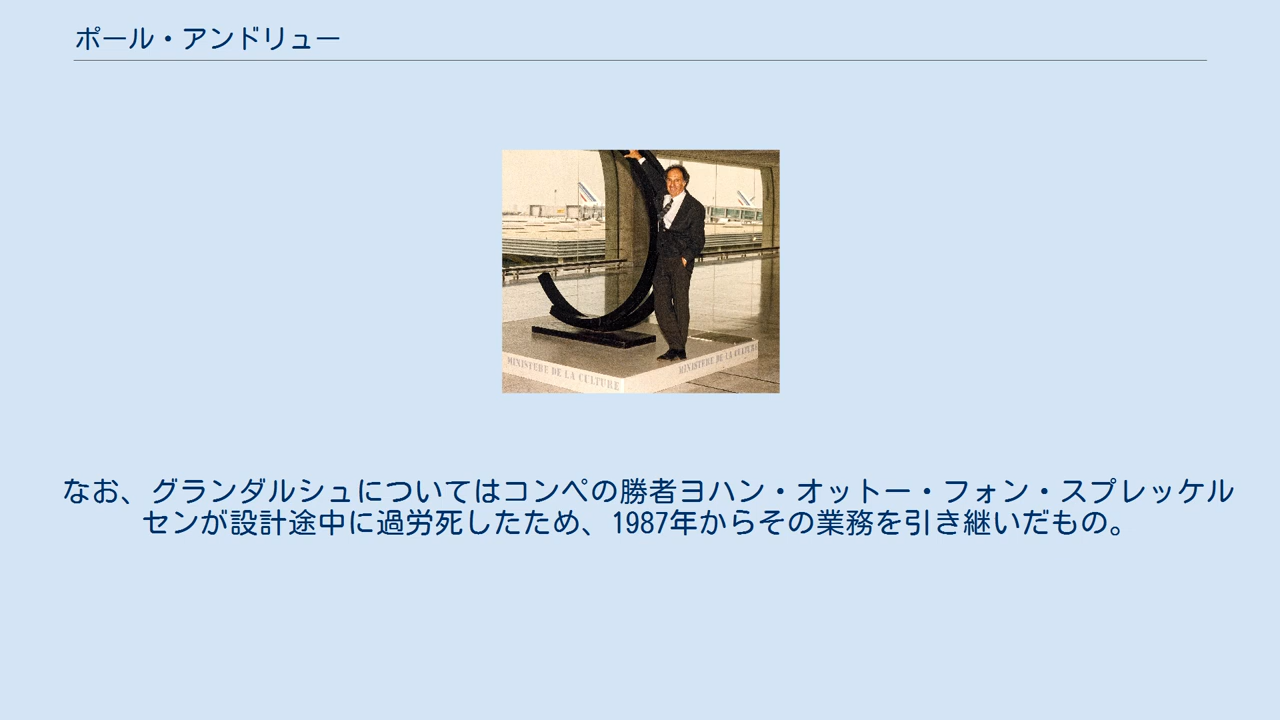 ポール・アンドリュー
MINISTERE DE LA CULTURE
MINISTERE DE LA CULTURE
なお、グランダルシュについてはコンペの勝者ヨハン・オットー・フォン・スプレッケル
センが設計途中に過労死したため、1987年からその業務を引き継いだもの。